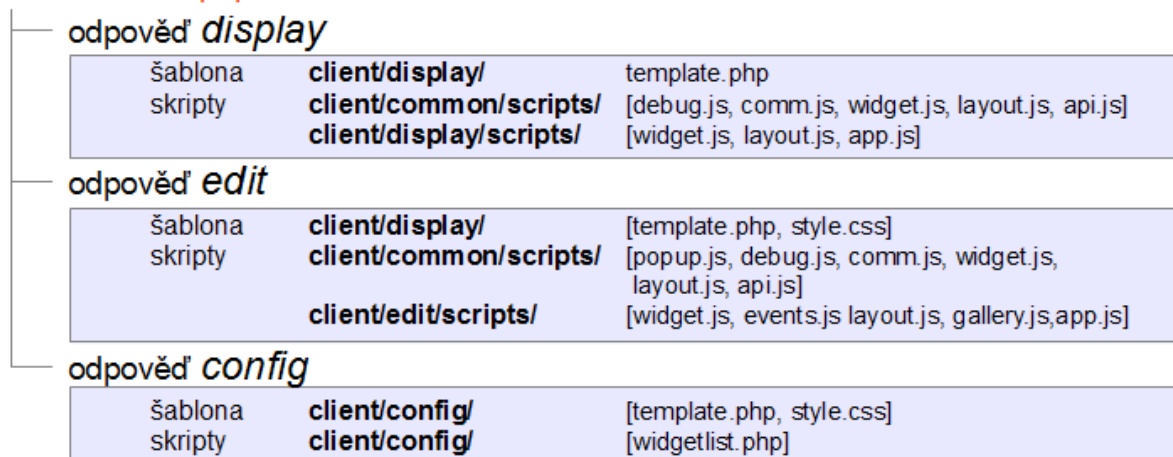 odpověď display
šablona client/display/ template.php
skripty client/common/scripts/ [debug.js, comm.js, widget.js, layout.js, api.js]
client/display/scripts/ [widget.js, layout.js, app.js]
odpověď edit
šablona client/display/ [template.php, style.css]
skripty client/common/scripts/ [popup.js, debug.js, comm.js, widget.js,
layout.js, api.js]
client/edit/scripts/ [widget.js, events.js layout.js, gallery.js,app.js]
odpověď config
šablona client/config/ [template.php, style.css]
skripty client/config/ [widgetlist.php]